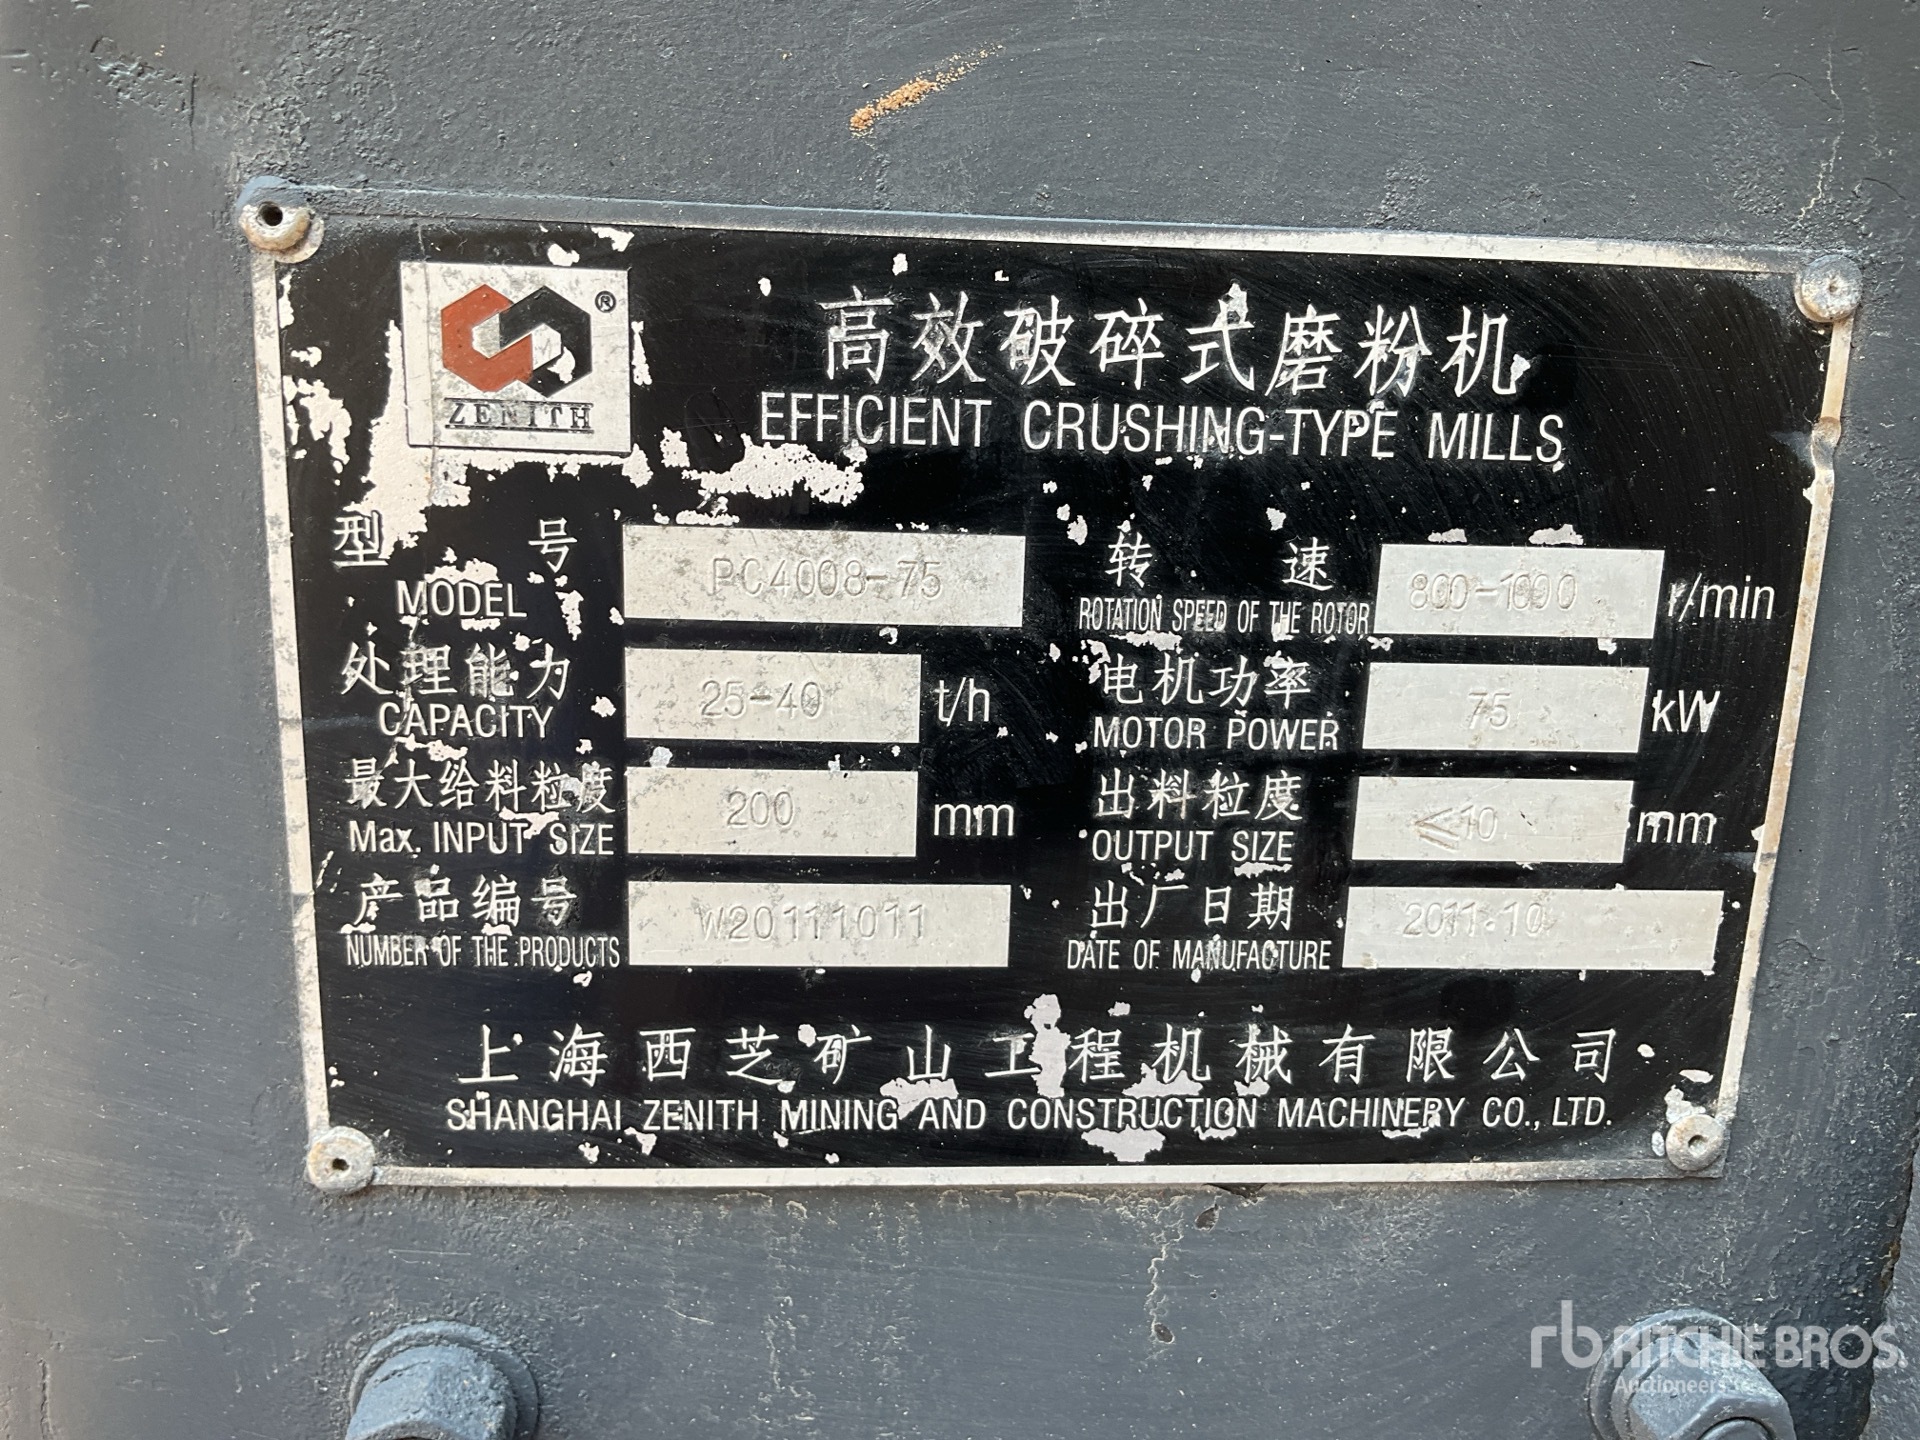 ZENITH ®
高效破碎式磨粉机
EFFICIENT CRUSHING-TYPE MILLS
型 号 PC4008-75
MODEL
转 速 800-1000 r/min
ROTATION SPEED OF THE ROTOR
处理能力 25-40 t/h
CAPACITY
电机功率 75 kW
MOTOR POWER
最大给料粒度 200 mm
Max. INPUT SIZE
出料粒度 ≤10 mm
OUTPUT SIZE
产品编号 W20111011
NUMBER OF THE PRODUCTS
出厂日期 2011.10
DATE OF MANUFACTURE
上海西芝矿山工程机械有限公司
SHANGHAI ZENITH MINING AND CONSTRUCTION MACHINERY CO., LTD.
rb RITCHIE BROS.
Auctioneers